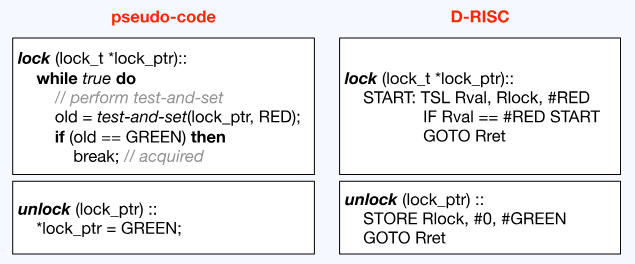 pseudo-code
lock (lock_t *lock_ptr)::
while true do
// perform test-and-set
old = test-and-set(lock_ptr, RED);
if (old == GREEN) then
break; // acquired
unlock (lock_ptr) ::
*lock_ptr = GREEN;
D-RISC
lock (lock_t *lock_ptr)::
START: TSL Rval, Rlock, #RED
IF Rval == #RED START
GOTO Rret
unlock (lock_ptr) ::
STORE Rlock, #0, #GREEN
GOTO Rret